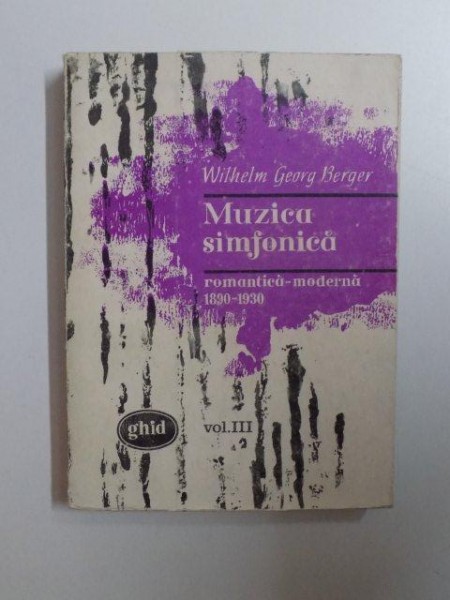 Wilhelm Georg Berger
Muzica
simfonică
romantică-modernă
1890-1930
ghid
vol. III